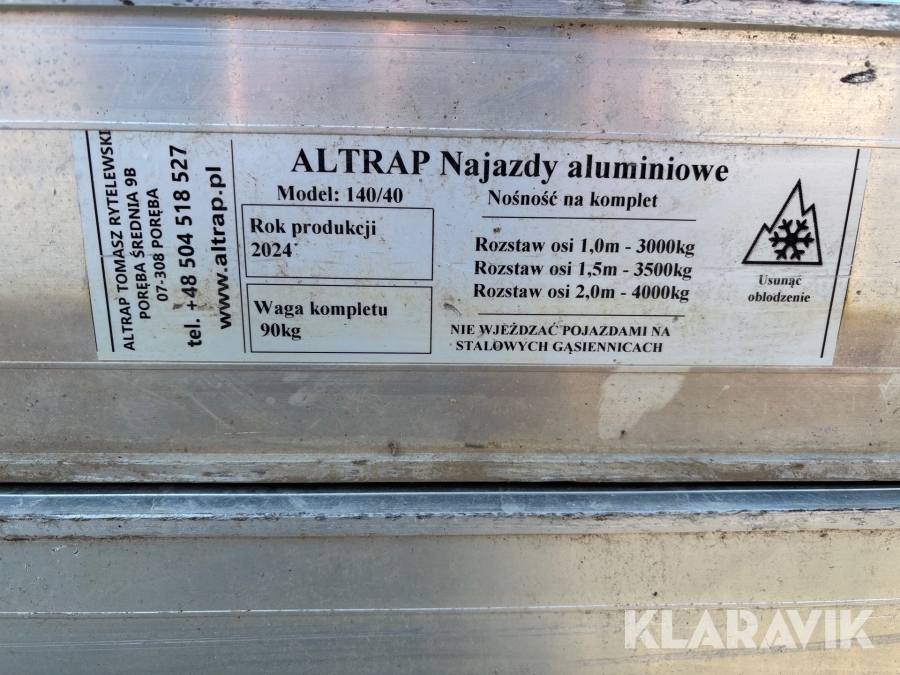 ALTRAP TOMASZ RYTELEWSKI
PORĘBA ŚREDNIA 9B
07-308 PORĘBA
tel. +48 504 518 527
www.altrap.pl
ALTRAP Najazdy aluminiowe
Model: 140/40
Rok produkcji
2024
Waga kompletu
90kg
Nośność na komplet
Rozstaw osi 1,0m - 3000kg
Rozstaw osi 1,5m - 3500kg
Rozstaw osi 2,0m - 4000kg
NIE WJEŻDZAĆ POJAZDAMI NA
STALOWYCH GĄSIENNICACH
Usunąć
oblodzenie
KLARAVIK